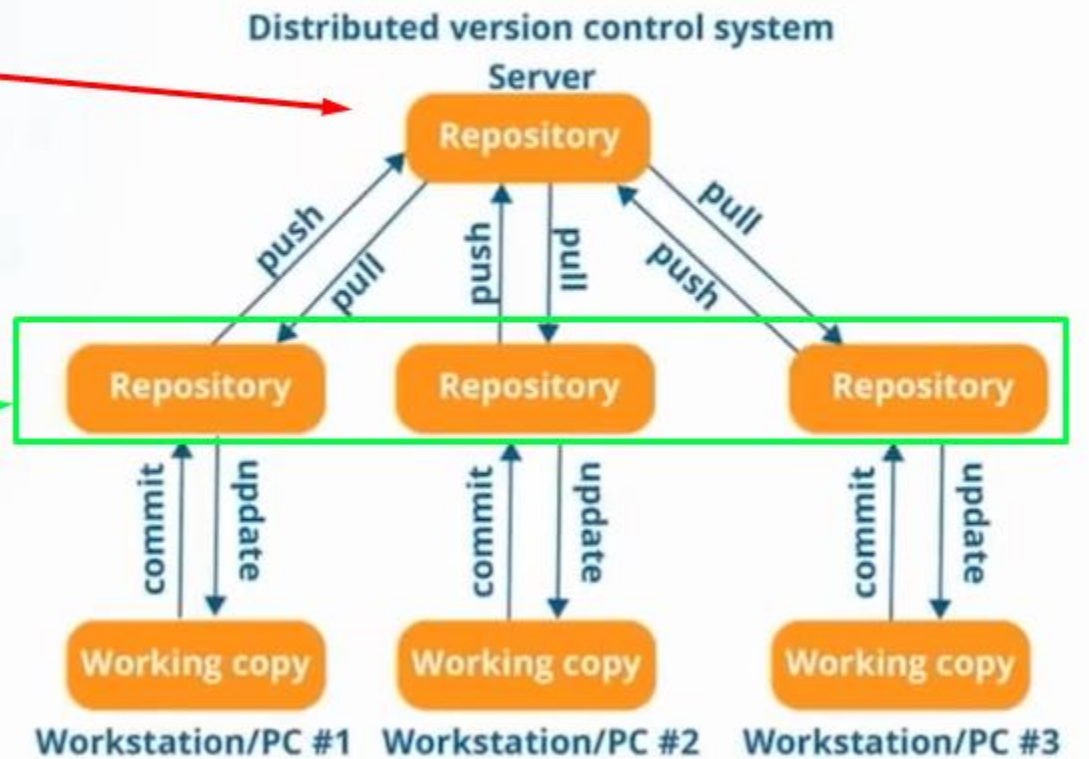 Distributed version control system
Server
Repository
push
pull
push
pull
push
pull
Repository
Repository
Repository
commit
update
commit
update
commit
update
Working copy
Working copy
Working copy
Workstation/PC #1
Workstation/PC #2
Workstation/PC #3